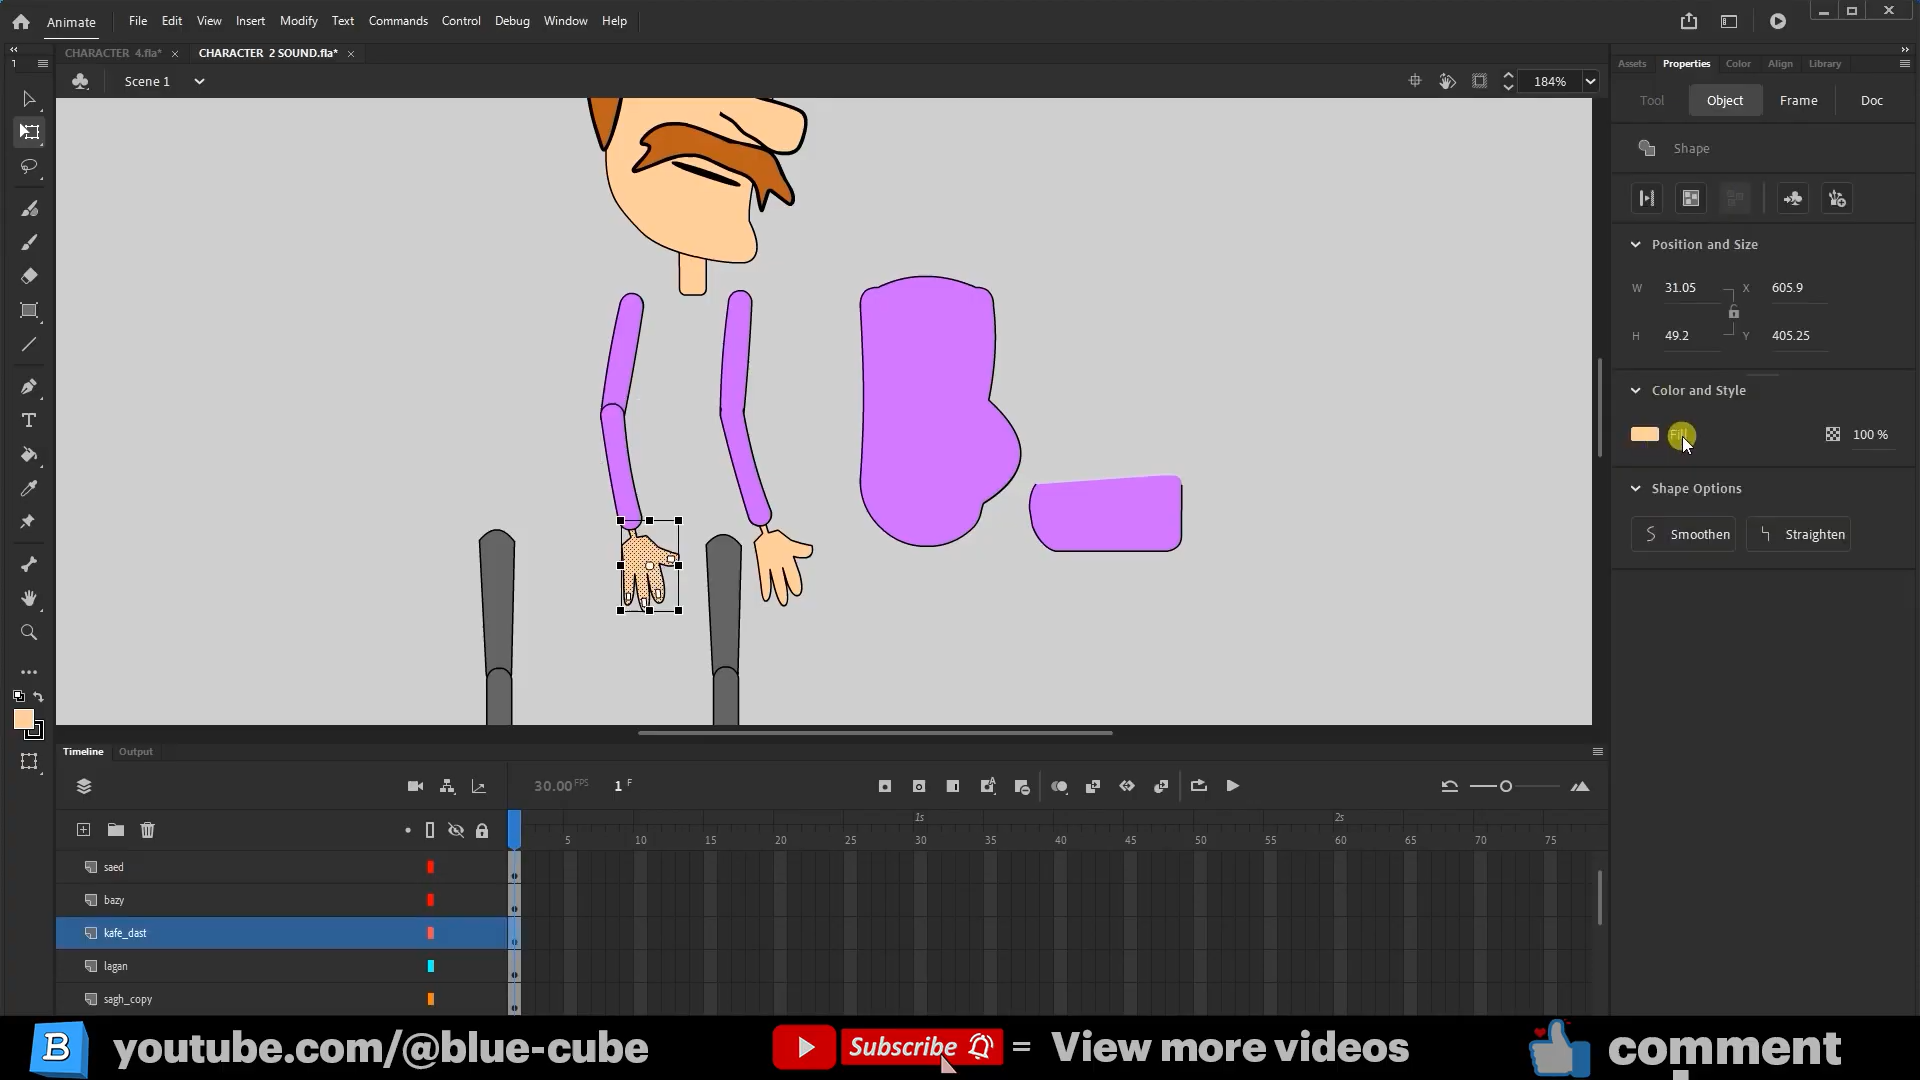 Animate
File Edit View Insert Modify Text Commands Control Debug Window Help
CHARACTER 4.fla* × CHARACTER 2 SOUND.fla* ×
Scene 1
184%
Assets Properties Color Align Library
Tool Object Frame Doc
Shape
Position and Size
W 31.05 X 605.9
H 49.2 Y 405.25
Color and Style
Fill 100 %
Shape Options
Smoothen Straighten
Timeline Output
30.00 FPS 1 F
1s 2s
5 10 15 20 25 30 35 40 45 50 55 60 65 70 75
saed
bazy
kafe_dast
lagan
sagh_copy
B youtube.com/@blue-cube Subscribe = View more videos comment